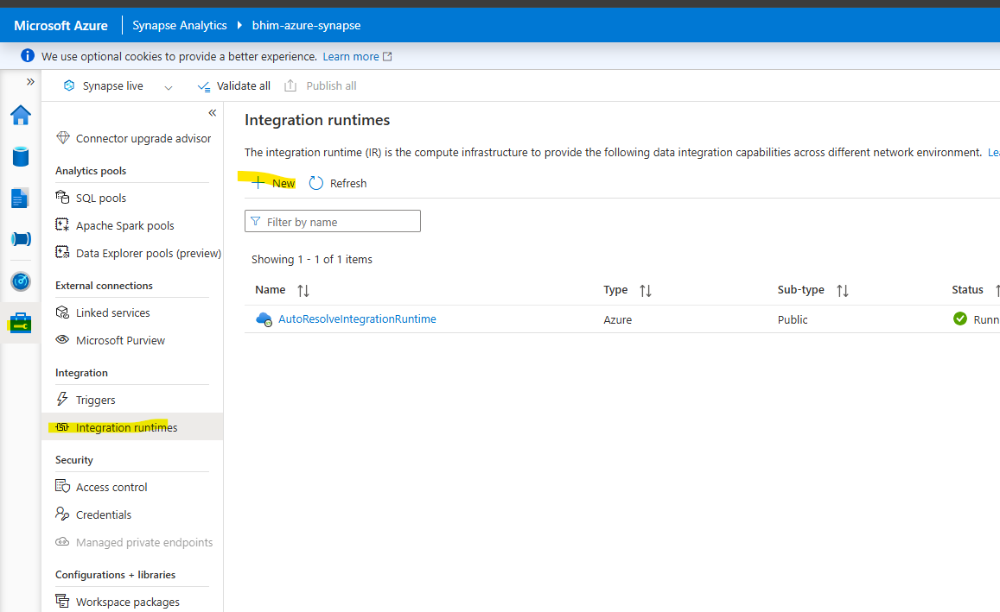 Microsoft Azure Synapse Analytics bhim-azure-synapse
We use optional cookies to provide a better experience. Learn more
Synapse live Validate all Publish all
Connector upgrade advisor
Analytics pools
SQL pools
Apache Spark pools
Data Explorer pools (preview)
External connections
Linked services
Microsoft Purview
Integration
Triggers
Integration runtimes
Security
Access control
Credentials
Managed private endpoints
Configurations + libraries
Workspace packages
Integration runtimes
The integration runtime (IR) is the compute infrastructure to provide the following data integration capabilities across different network environment. Le
New Refresh
Filter by name
Showing 1 - 1 of 1 items
Name Type Sub-type Status
AutoResolveIntegrationRuntime Azure Public Runn